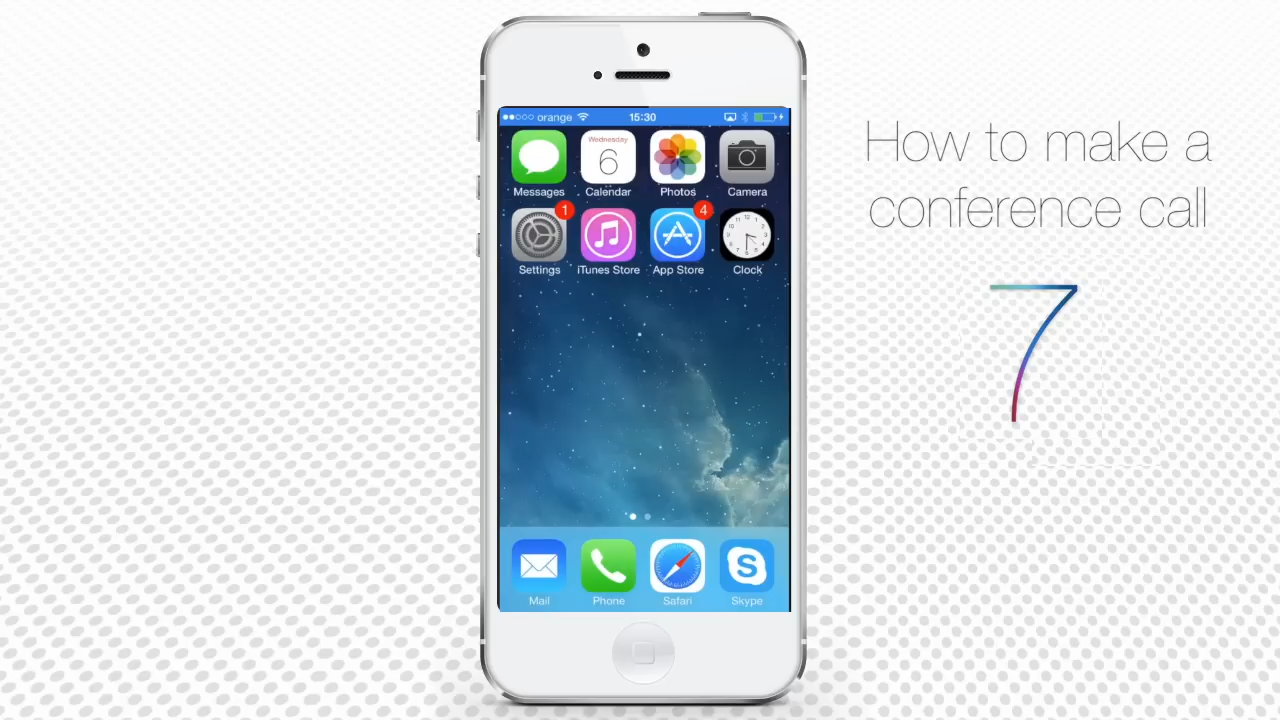 orange 15:30
Wednesday
6
Messages Calendar Photos Camera
1 4
Settings iTunes Store App Store Clock
Mail Phone Safari Skype
How to make a
conference call
7